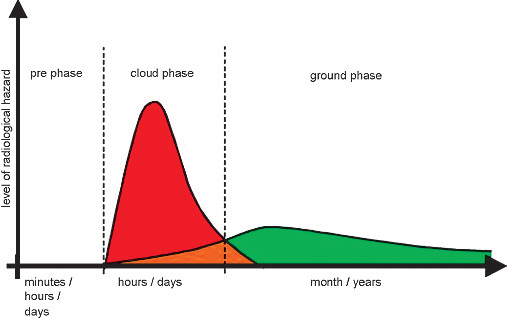 level of radiological hazard
pre phase
cloud phase
ground phase
minutes /
hours /
days
hours / days
month / years